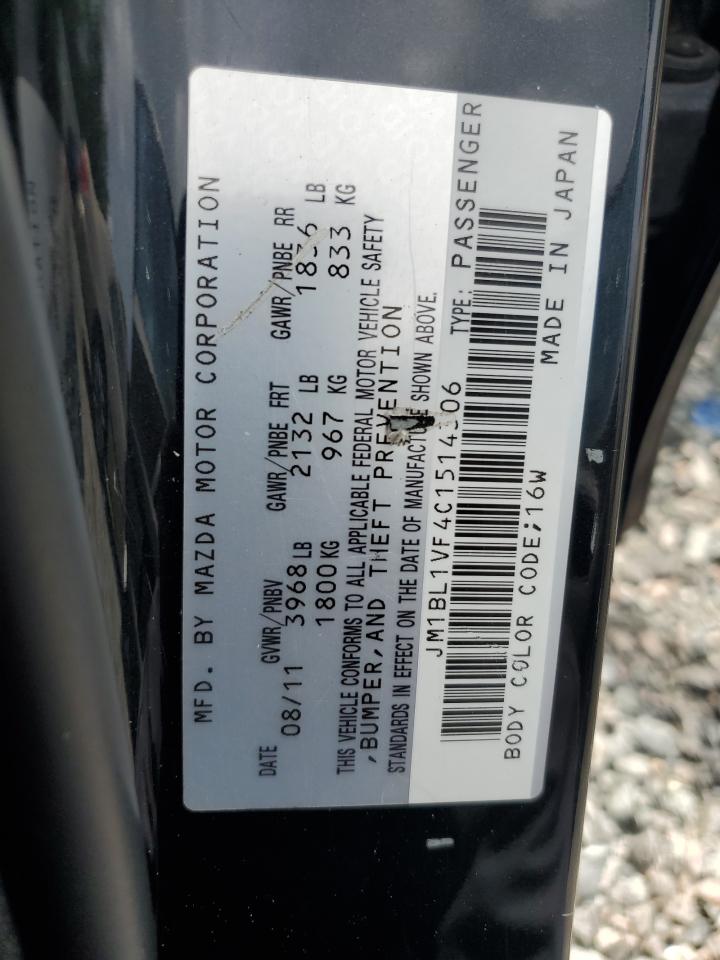 MFD. BY MAZDA MOTOR CORPORATION
DATE GVWR/PNBV GAWR/PNBE FRT GAWR/PNBE RR
08/11 3968 LB 2132 LB 1836 LB
1800 KG 967 KG 833 KG
THIS VEHICLE CONFORMS TO ALL APPLICABLE FEDERAL MOTOR VEHICLE SAFETY
,BUMPER,AND THEFT PREVENTION
STANDARDS IN EFFECT ON THE DATE OF MANUFACTURE SHOWN ABOVE.
JM1BL1VF4C1514306 TYPE: PASSENGER
BODY COLOR CODE;16W
MADE IN JAPAN